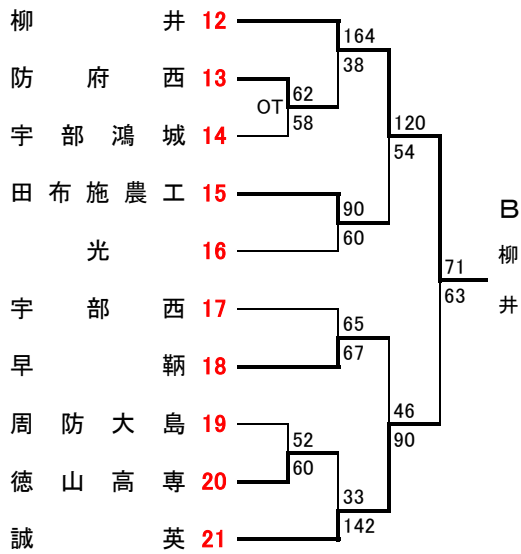 柳井 12
防府西 13
宇部鴻城 14
田布施農工 15
光 16
宇部西 17
早鞆 18
周防大島 19
徳山高専 20
誠英 21
164
38
OT 62
58
120
54
90
60
B
柳井
71
63
65
67
46
90
52
60
33
142